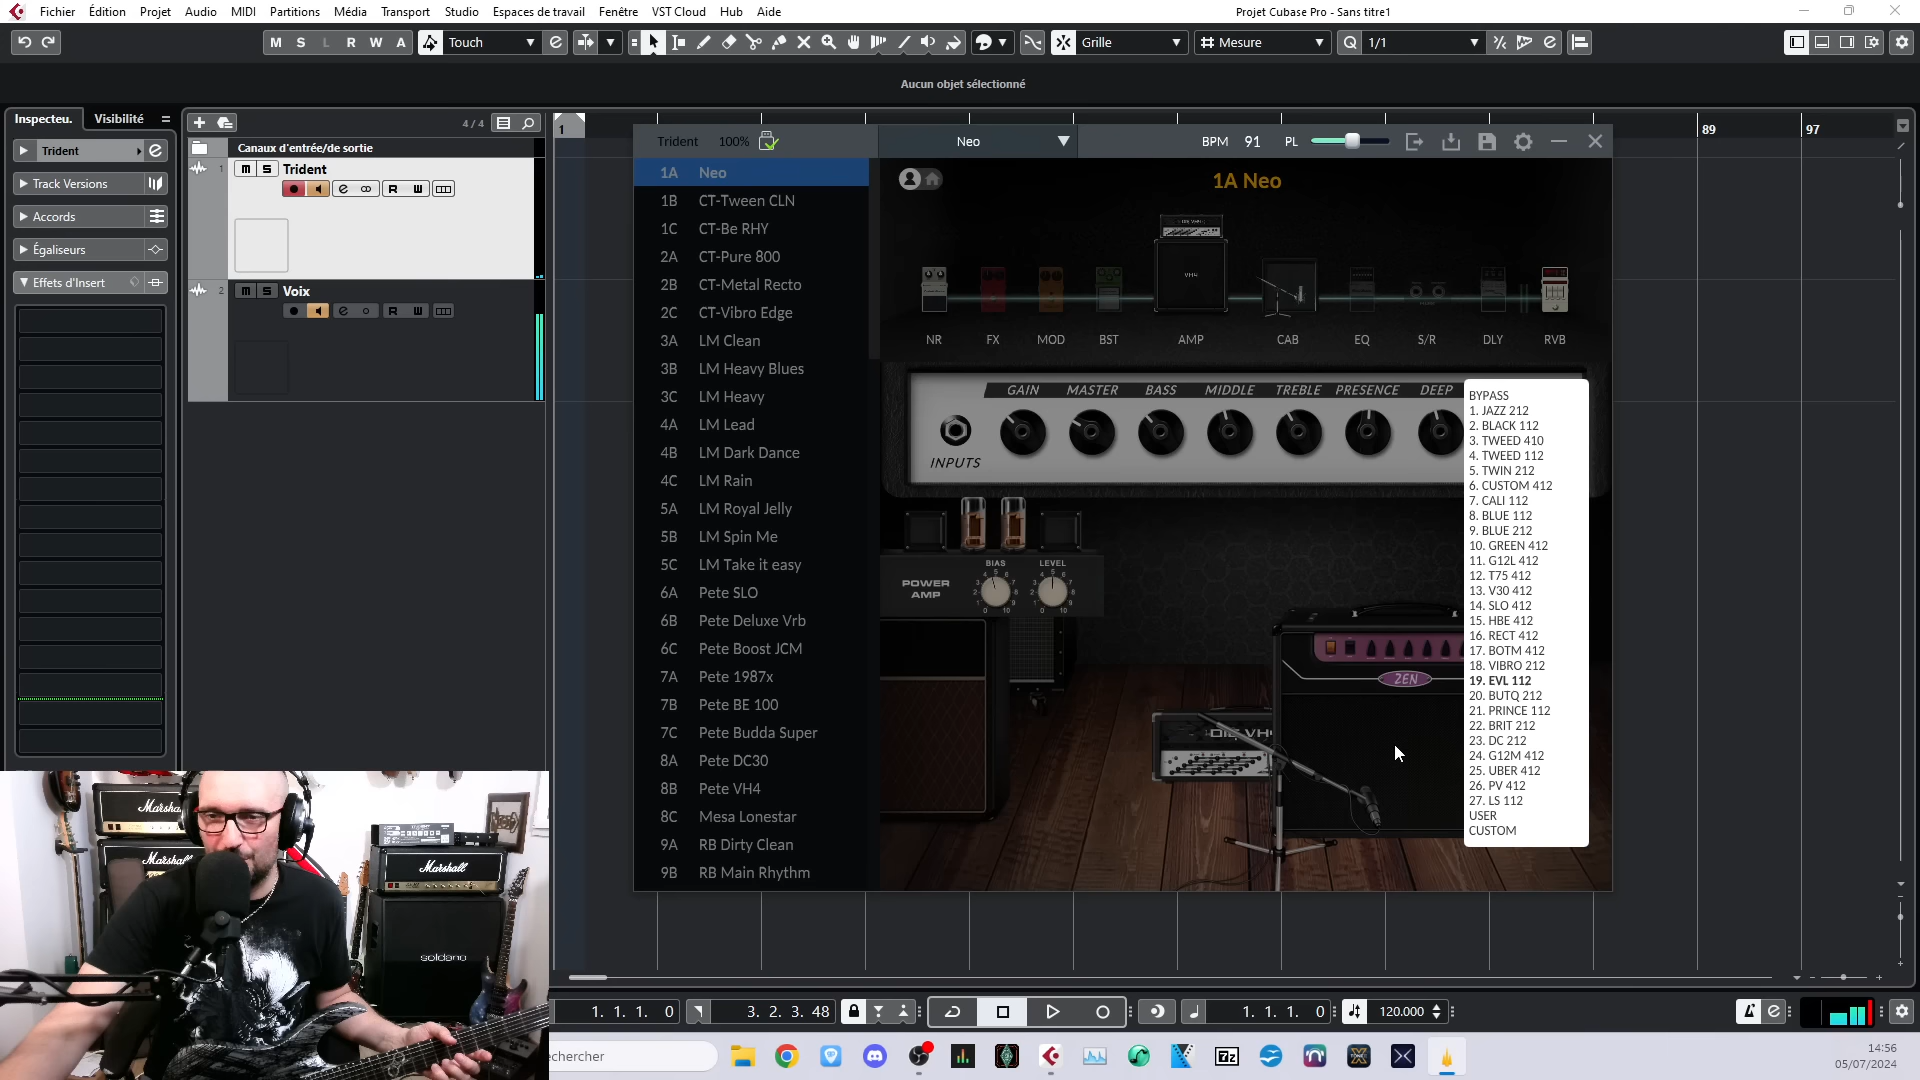 Fichier Édition Projet Audio MIDI Partitions Média Transport Studio Espaces de travail Fenêtre VST Cloud Hub Aide
Projet Cubase Pro - Sans titre1
M S L R W A Touch Grille Mesure Q 1/1
Aucun objet sélectionné
Inspecteu. Visibilité
4 / 4
1
89
97
Trident
Track Versions
Accords
Égaliseurs
Effets d'Insert
Canaux d'entrée/de sortie
1 m S Trident
R W
2 m S Voix
R W
Trident 100% Neo BPM 91 PL
1A Neo
1B CT-Tween CLN
1C CT-Be RHY
2A CT-Pure 800
2B CT-Metal Recto
2C CT-Vibro Edge
3A LM Clean
3B LM Heavy Blues
3C LM Heavy
4A LM Lead
4B LM Dark Dance
4C LM Rain
5A LM Royal Jelly
5B LM Spin Me
5C LM Take it easy
6A Pete SLO
6B Pete Deluxe Vrb
6C Pete Boost JCM
7A Pete 1987x
7B Pete BE 100
7C Pete Budda Super
8A Pete DC30
8B Pete VH4
8C Mesa Lonestar
9A RB Dirty Clean
9B RB Main Rhythm
1A Neo
VH4
NR FX MOD BST AMP CAB EQ S/R DLY RVB
GAIN MASTER BASS MIDDLE TREBLE PRESENCE DEEP
INPUTS
POWER AMP
BIAS LEVEL
ZEN
BYPASS
1. JAZZ 212
2. BLACK 112
3. TWEED 410
4. TWEED 112
5. TWIN 212
6. CUSTOM 412
7. CALI 112
8. BLUE 112
9. BLUE 212
10. GREEN 412
11. G12L 412
12. T75 412
13. V30 412
14. SLO 412
15. HBE 412
16. RECT 412
17. BOTM 412
18. VIBRO 212
19. EVL 112
20. BUTQ 212
21. PRINCE 112
22. BRIT 212
23. DC 212
24. G12M 412
25. UBER 412
26. PV 412
27. LS 112
USER
CUSTOM
Marshall
soldano
1. 1. 1. 0
3. 2. 3. 48
1. 1. 1. 0
120.000
echercher
7z
14:56
05/07/2024